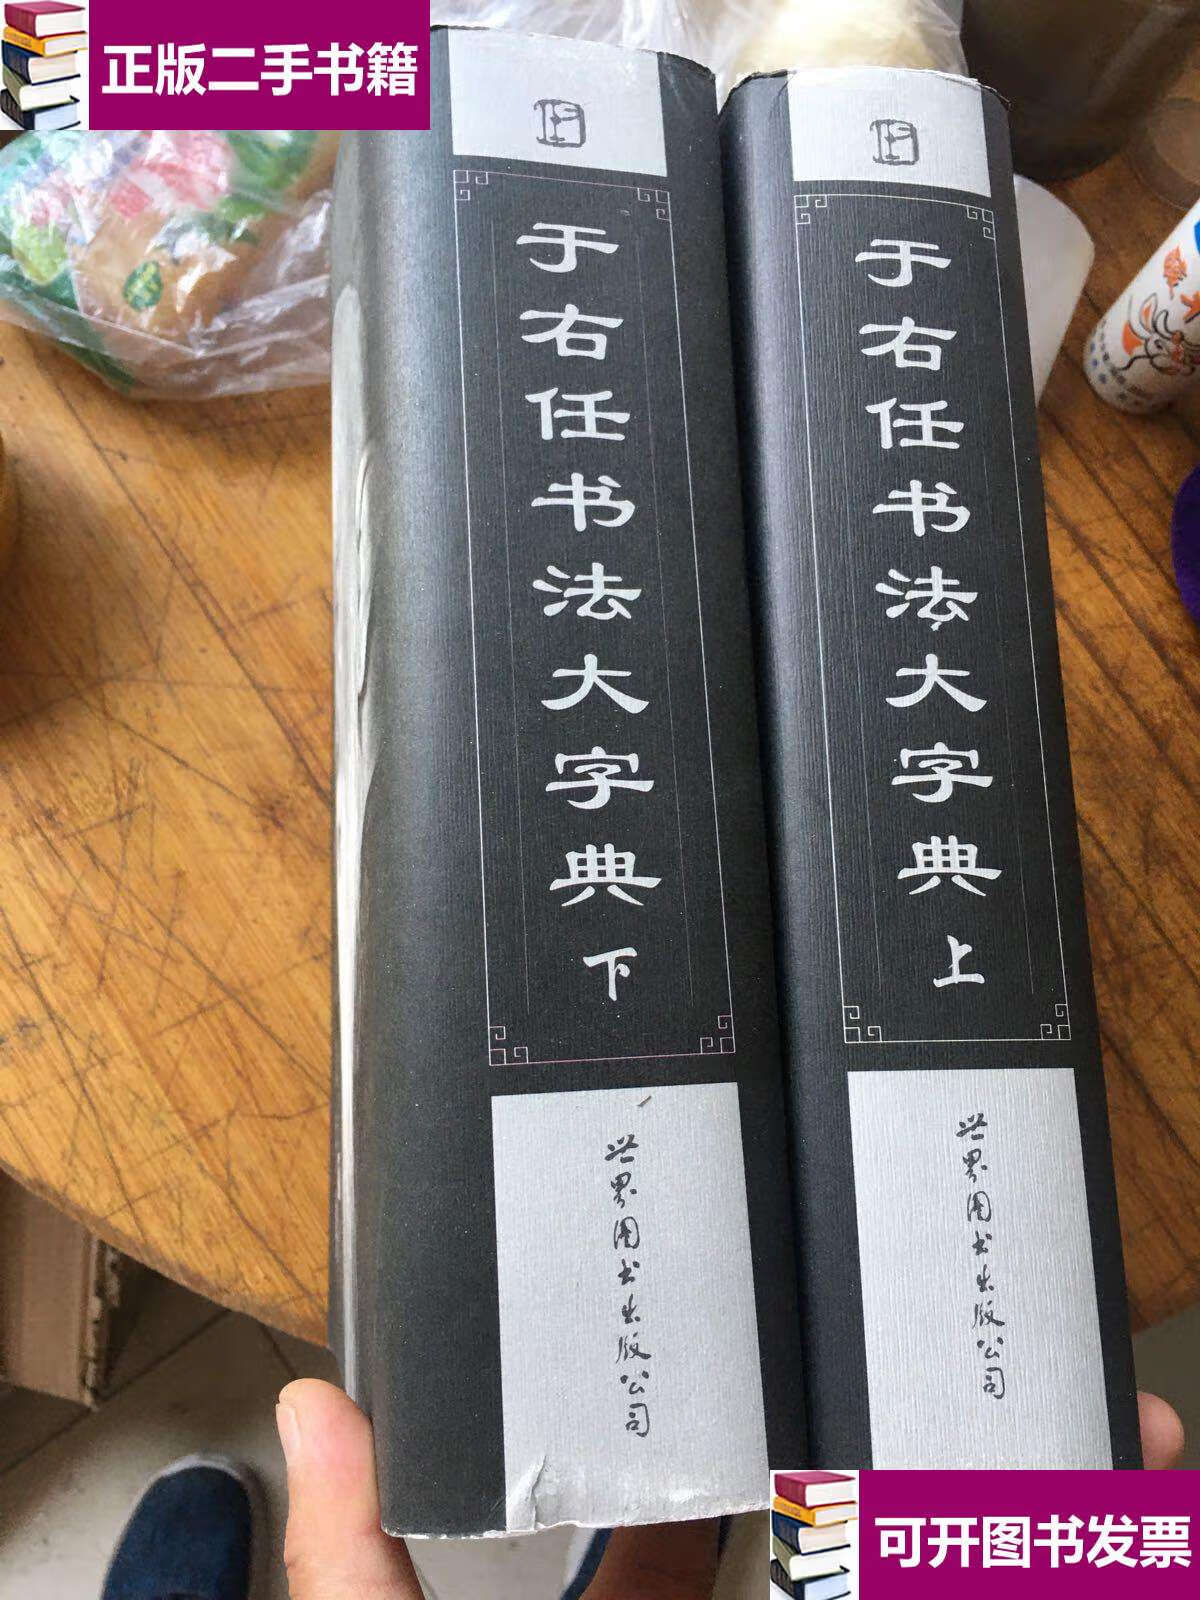 正版二手书籍
于右任书法大字典 下
世界图书出版公司
于右任书法大字典 上
世界图书出版公司
可开图书发票